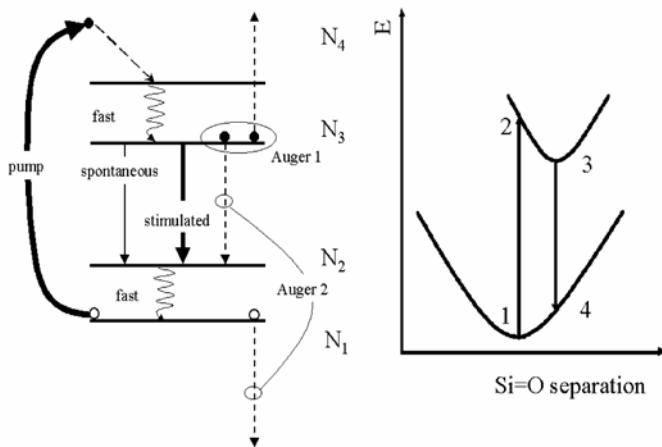 N4
fast
N3
Auger 1
pump
spontaneous
stimulated
N2
fast
Auger 2
N1
E
2
3
1
4
Si=O separation